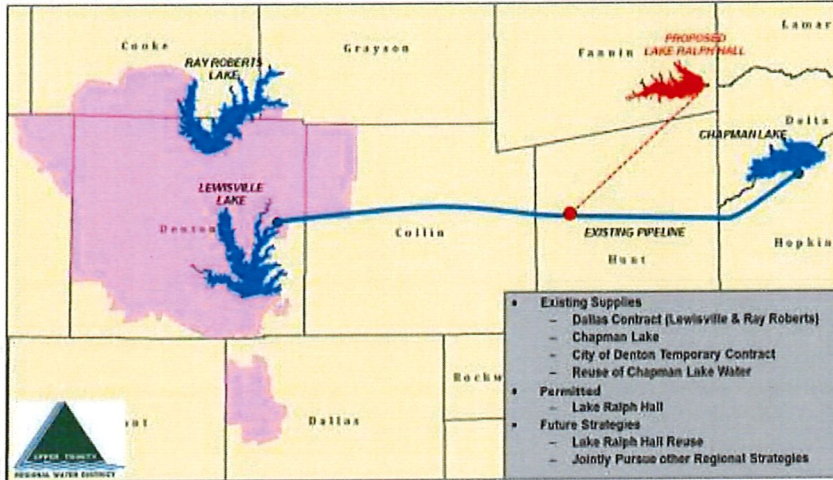 Cooke
Grayson
Fannin
Lamar
RAY ROBERTS
LAKE
PROPOSED
LAKE RALPH HALL
Delta
CHAPMAN LAKE
LEWISVILLE
LAKE
Denton
Collin
EXISTING PIPELINE
Hunt
Hopkin
Rockw
Dallas
nt
• Existing Supplies
– Dallas Contract (Lewisville & Ray Roberts)
– Chapman Lake
– City of Denton Temporary Contract
– Reuse of Chapman Lake Water
• Permitted
– Lake Ralph Hall
• Future Strategies
– Lake Ralph Hall Reuse
– Jointly Pursue other Regional Strategies
UPPER TRINITY
REGIONAL WATER DISTRICT